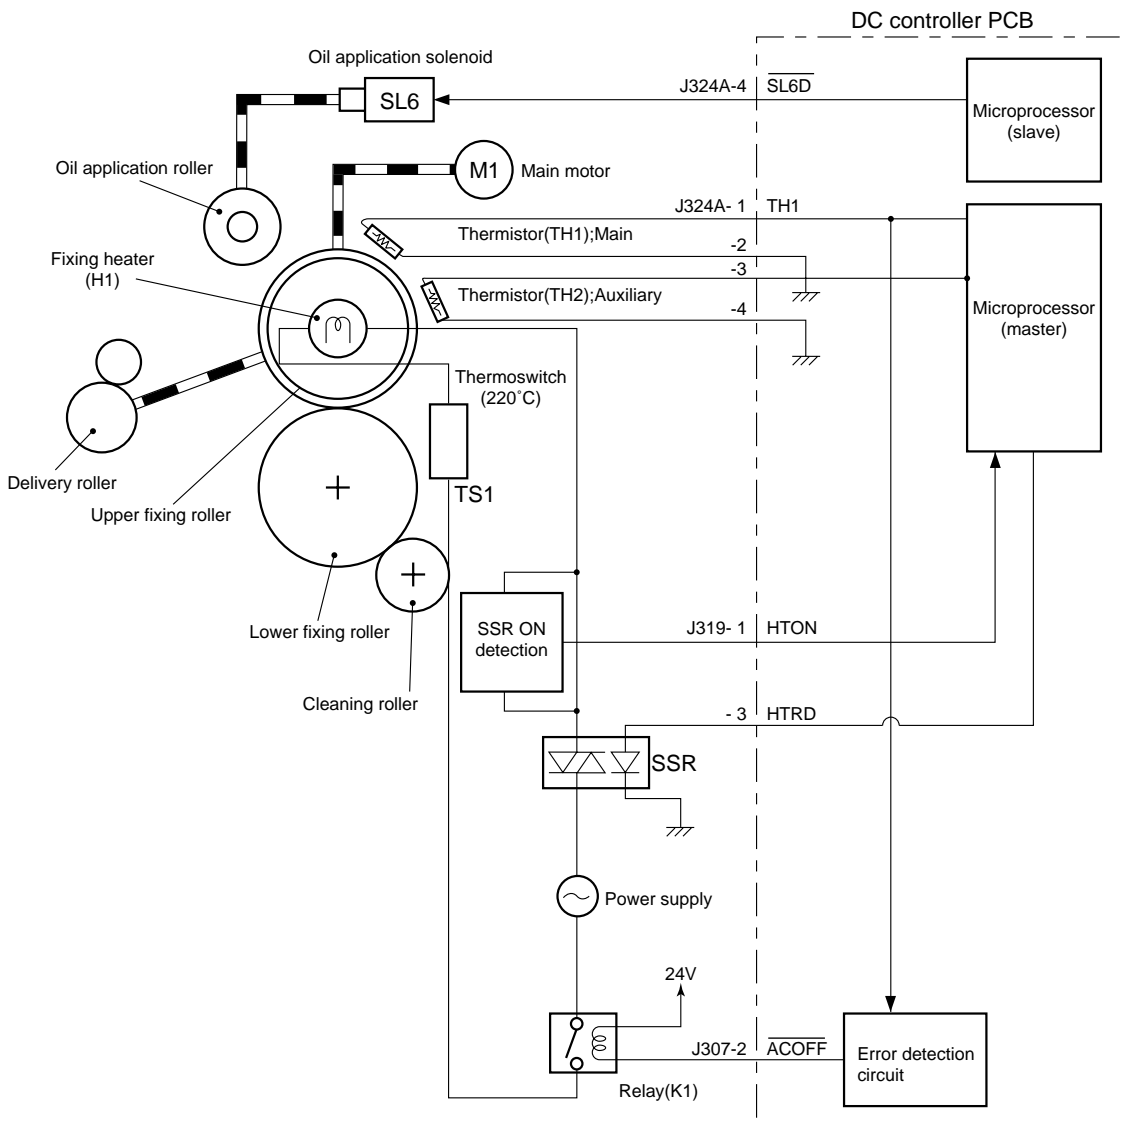 DC controller PCB
Oil application solenoid
SL6
J324A-4
SL6D
Microprocessor
(slave)
M1
Main motor
Oil application roller
J324A- 1
TH1
Thermistor(TH1);Main
-2
Fixing heater
(H1)
-3
Thermistor(TH2);Auxiliary
-4
Microprocessor
(master)
Thermoswitch
(220˚C)
TS1
Delivery roller
Upper fixing roller
SSR ON
detection
J319- 1
HTON
Lower fixing roller
Cleaning roller
- 3
HTRD
SSR
Power supply
24V
J307-2
ACOFF
Error detection
circuit
Relay(K1)